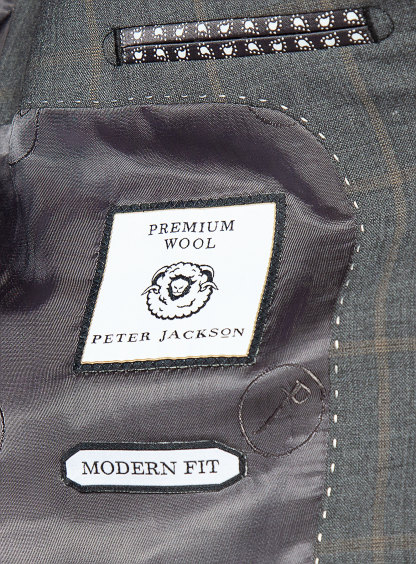 PREMIUM
WOOL
PETER JACKSON
MODERN FIT